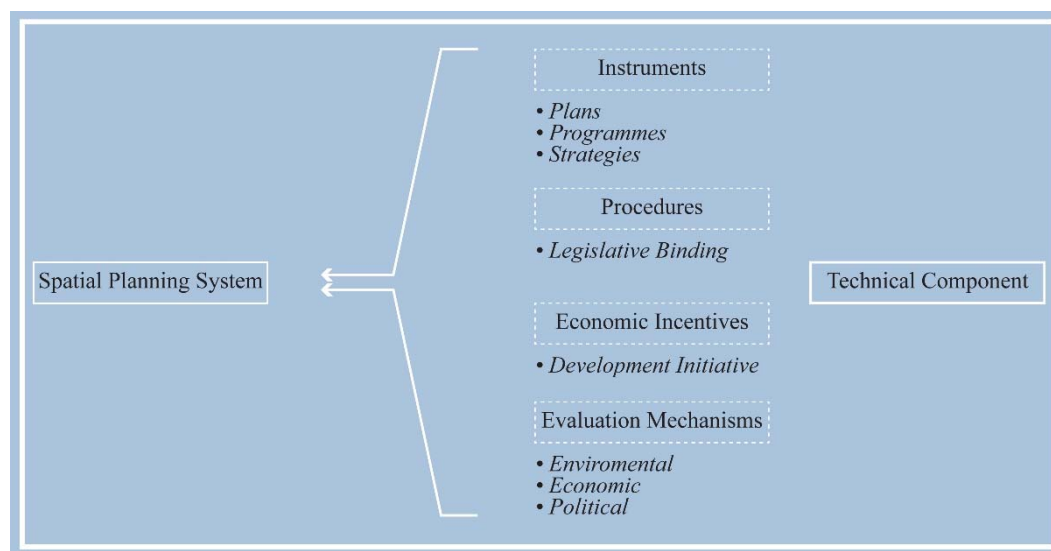 Instruments
• Plans
• Programmes
• Strategies
Procedures
• Legislative Binding
Spatial Planning System
Technical Component
Economic Incentives
• Development Initiative
Evaluation Mechanisms
• Enviromental
• Economic
• Political